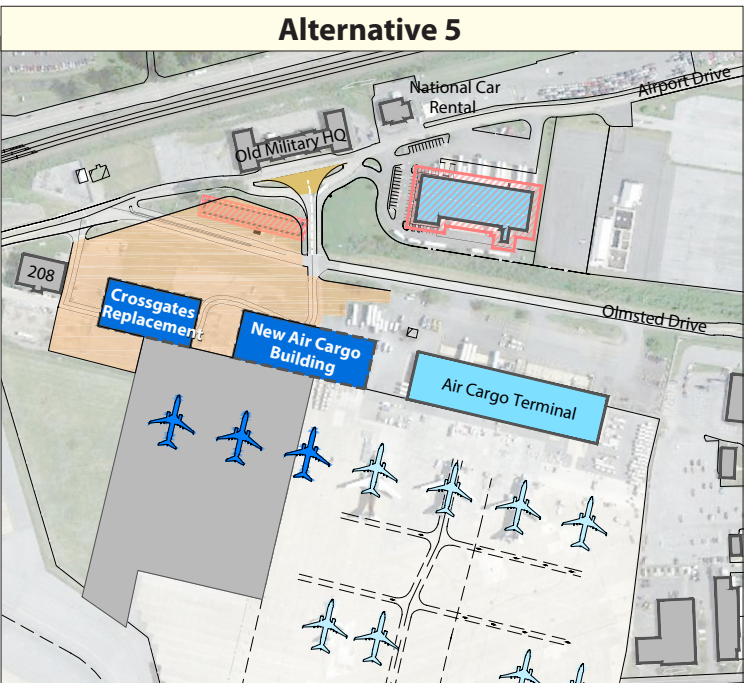 Alternative 5
National Car
Rental
Airport Drive
Old Military HQ
208
Crossgates
Replacement
New Air Cargo
Building
Olmsted Drive
Air Cargo Terminal